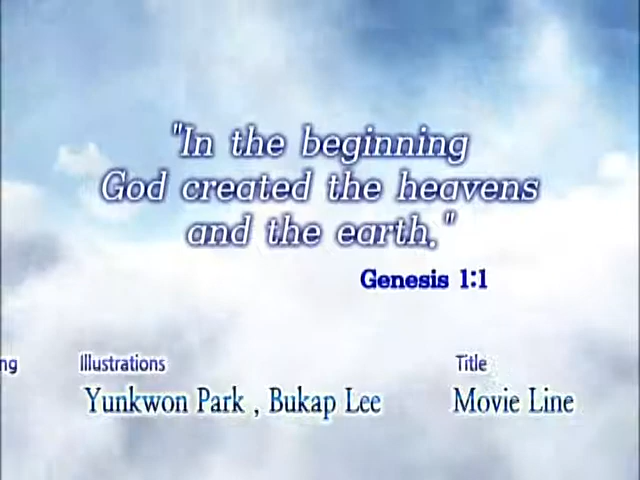 "In the beginning
God created the heavens
and the earth."
Genesis 1:1
ng Illustrations Title
Yunkwon Park , Bukap Lee Movie Line